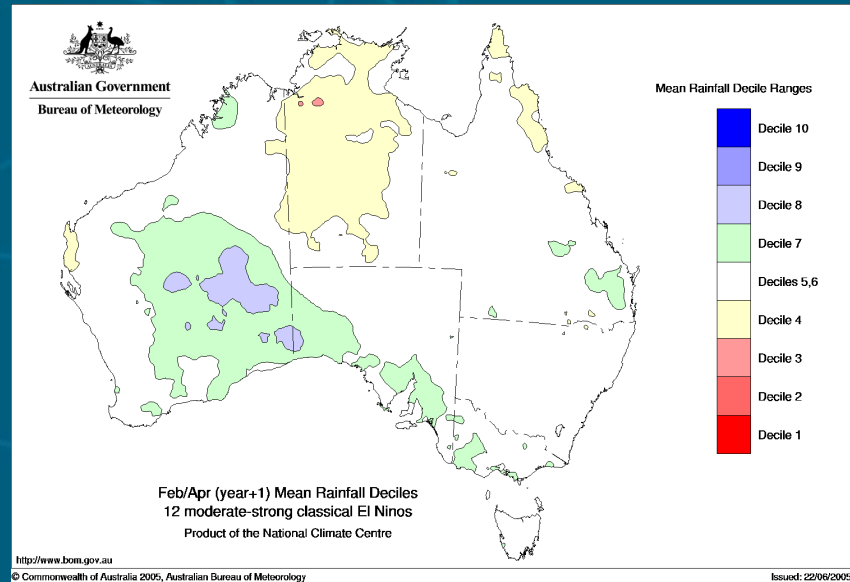 Australian Government
Bureau of Meteorology
Mean Rainfall Decile Ranges
Decile 10
Decile 9
Decile 8
Decile 7
Deciles 5,6
Decile 4
Decile 3
Decile 2
Decile 1
Feb/Apr (year+1) Mean Rainfall Deciles
12 moderate-strong classical El Ninos
Product of the National Climate Centre
http://www.bom.gov.au
© Commonwealth of Australia 2005, Australian Bureau of Meteorology
Issued: 22/06/2005